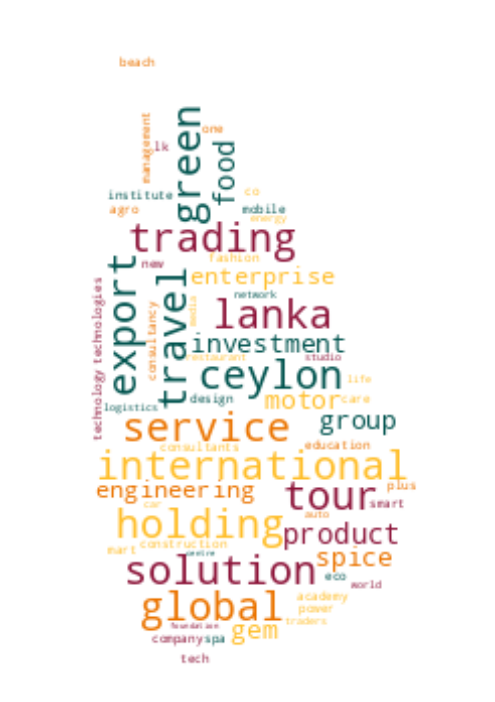 beach
management
green
one
lk
food
institute
co
agro
mobile
energy
trading
export
new
fashion
travel
enterprise
technology technologies
network
consultancy
media
lanka
investment
restaurant
studio
ceylon
life
logistics
design
motor
care
service
group
consultants
education
international
engineering
tour
plus
car
smart
holding
auto
product
mart
construction
centre
solution
spice
eco
world
global
academy
power
foundation
gem
traders
company
spa
tech